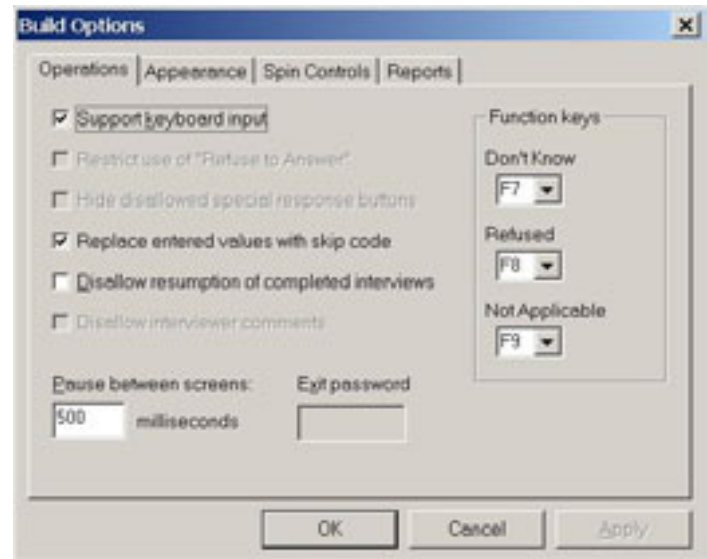 Build Options
Operations Appearance Spin Controls Reports
Support keyboard input
Restrict use of "Refuse to Answer"
Hide disallowed special response buttons
Replace entered values with skip code
Disallow resumption of completed interviews
Disallow interviewer comments
Pause between screens:
500 milliseconds
Exit password
Function keys
Don't Know
F7
Refused
F8
Not Applicable
F9
OK Cancel Apply